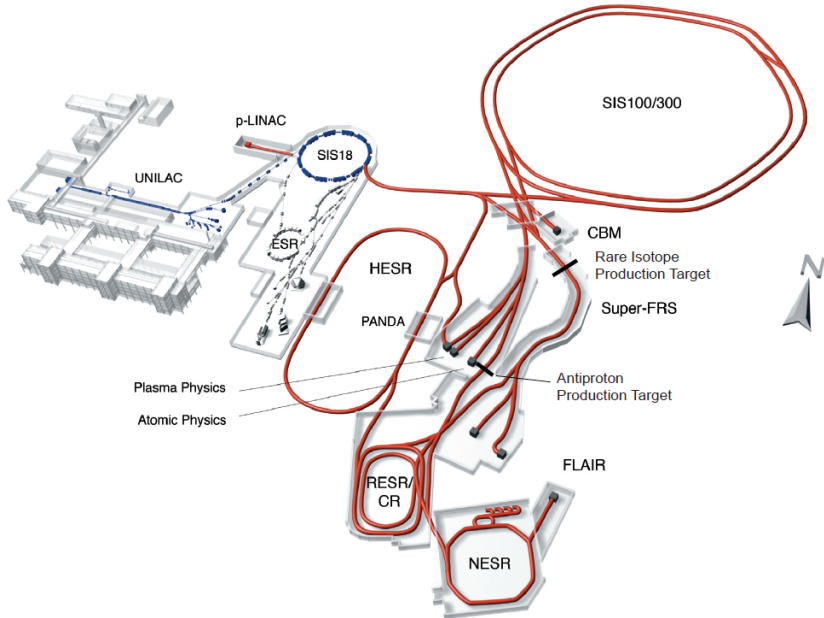 SIS100/300
p-LINAC
SIS18
UNILAC
ESR
CBM
Rare Isotope
Production Target
N
HESR
Super-FRS
PANDA
Plasma Physics
Antiproton
Production Target
Atomic Physics
FLAIR
RESR/
CR
NESR